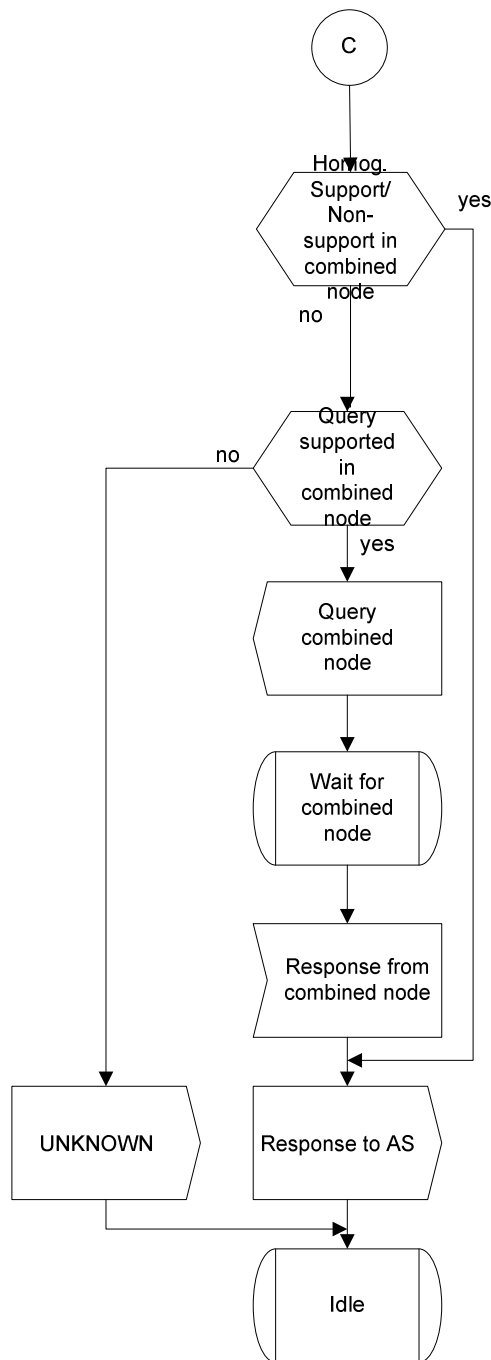 C
Homog.
Support/
Non-
support in
combined
node
yes
no
Query
supported
in
combined
node
no
yes
Query
combined
node
Wait for
combined
node
Response from
combined node
UNKNOWN
Response to AS
Idle